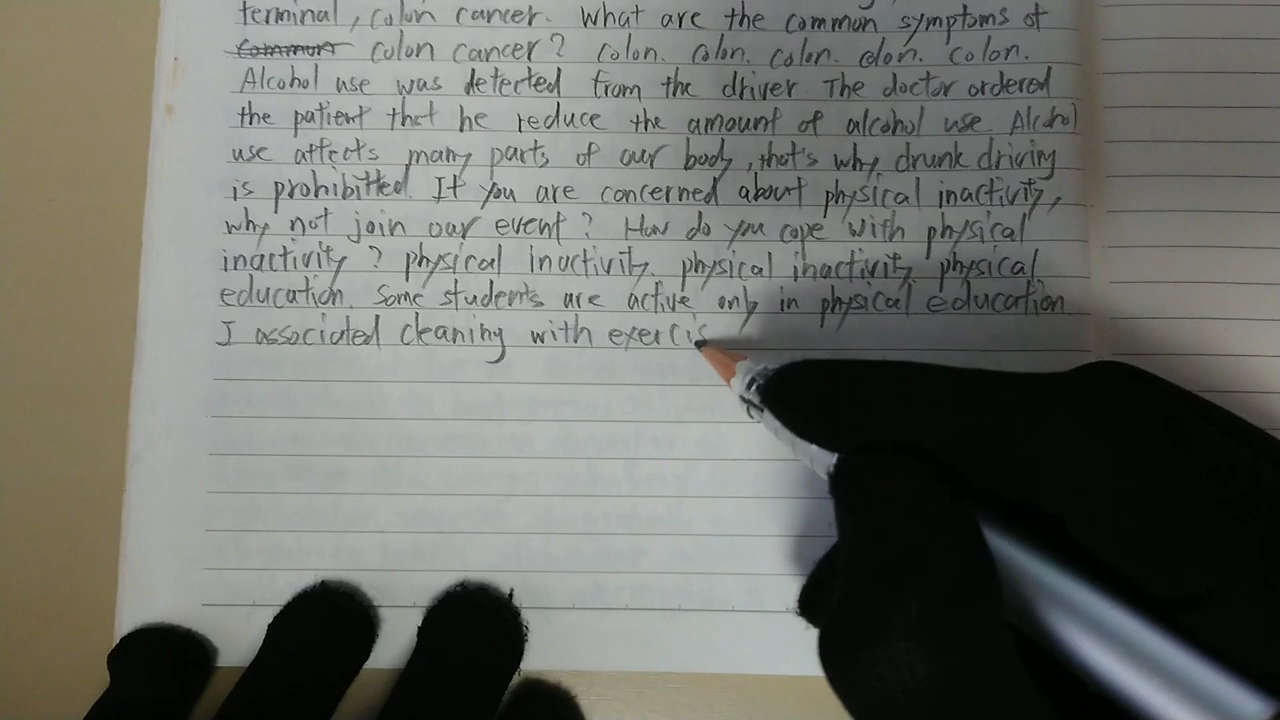 terminal, colon cancer. What are the common symptoms of
common colon cancer? colon. colon. colon. colon. colon.
Alcohol use was detected from the driver The doctor ordered
the patient that he reduce the amount of alcohol use. Alchol
use affects many parts of our body, that's why drunk driving
is prohibitted. If you are concerned about physical inactivity,
why not join our event? How do you cope with physical
inactivity? physical inactivity. physical inactivity physical
education. Some students are active only in physical education.
I associated cleaning with exercis